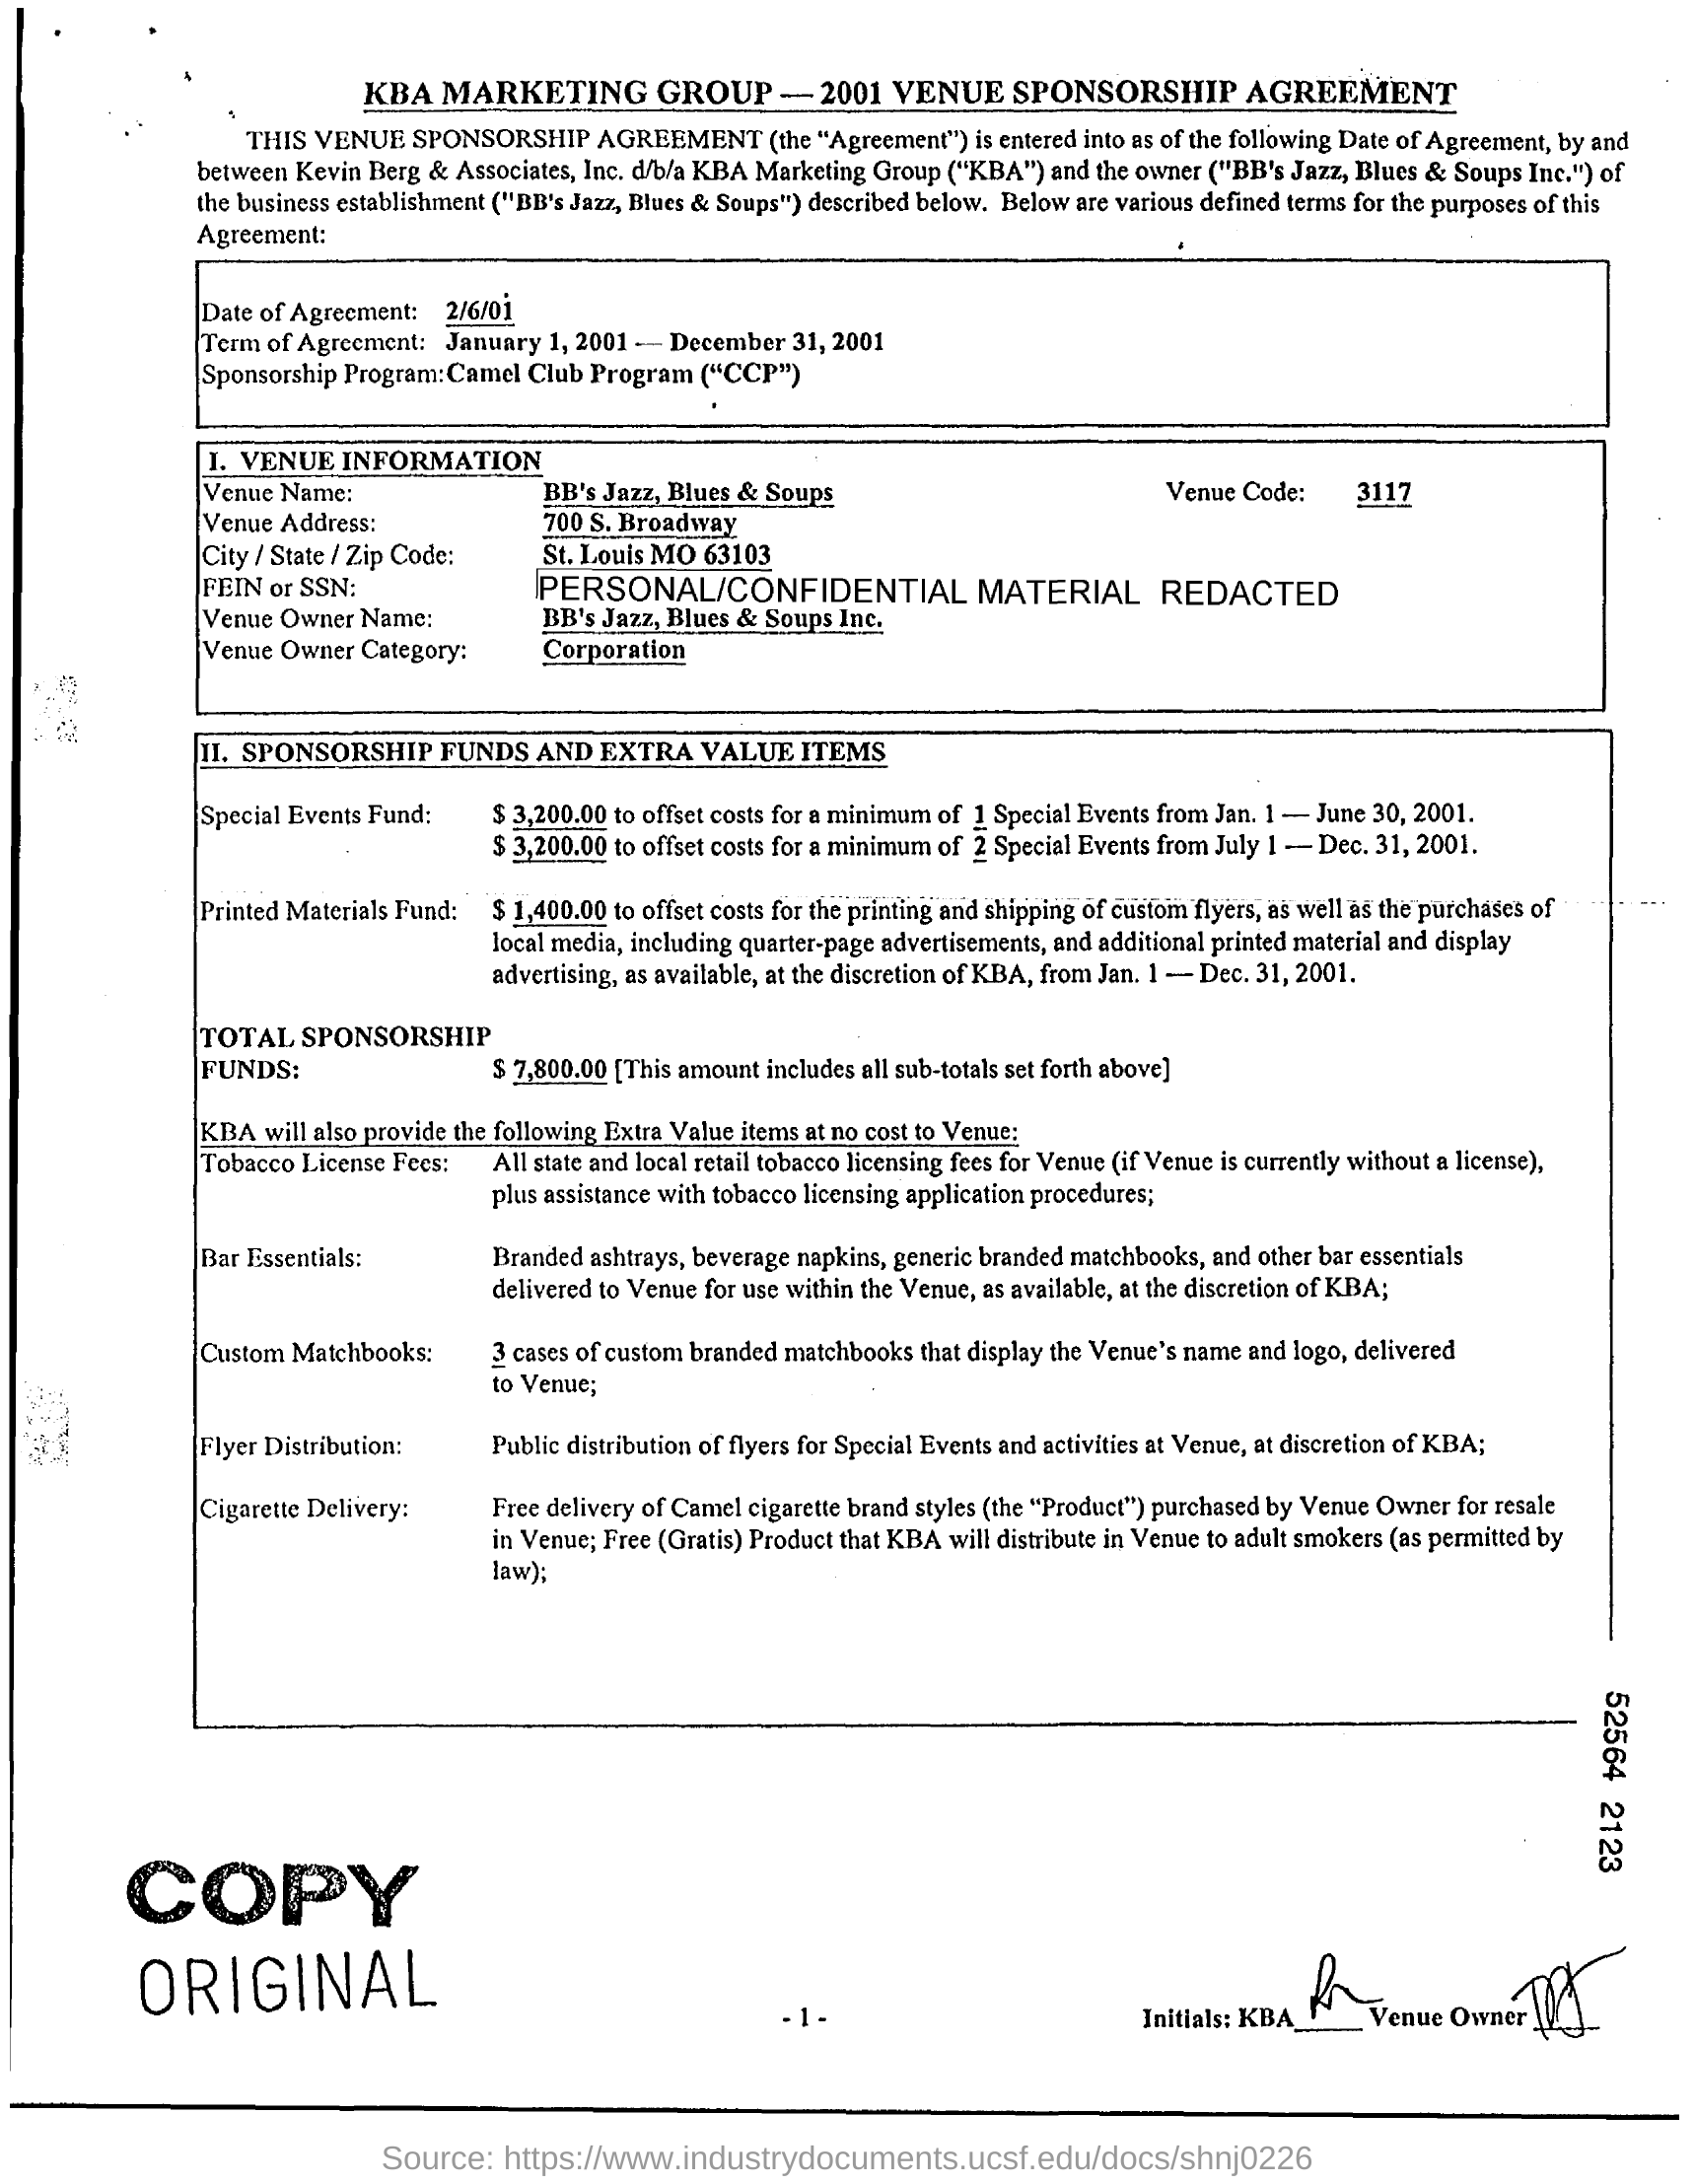 KBA MARKETING GROUP — 2001 VENUE SPONSORSHIP AGREEMENT
THIS VENUE SPONSORSHIP AGREEMENT (the “Agreement”) is entered into as of the following Date of Agreement, by and
between Kevin Berg & Associates, Inc. d/b/a KBA Marketing Group (“KBA”) and the owner ("BB's Jazz, Blues & Soups Inc.") of
the business establishment ("BB's Jazz, Blues & Soups") described below. Below are various defined terms for the purposes of this
Agreement:
Date of Agreement: 2/6/01
Term of Agreement: January 1, 2001 — December 31, 2001
Sponsorship Program: Camel Club Program (“CCP”)
I. VENUE INFORMATION
Venue Name: BB's Jazz, Blues & Soups Venue Code: 3117
Venue Address: 700 S. Broadway
City / State / Zip Code: St. Louis MO 63103
FEIN or SSN: PERSONAL/CONFIDENTIAL MATERIAL REDACTED
Venue Owner Name: BB's Jazz, Blues & Soups Inc.
Venue Owner Category: Corporation
II. SPONSORSHIP FUNDS AND EXTRA VALUE ITEMS
Special Events Fund: $ 3,200.00 to offset costs for a minimum of 1 Special Events from Jan. 1 — June 30, 2001.
$ 3,200.00 to offset costs for a minimum of 2 Special Events from July 1 — Dec. 31, 2001.
Printed Materials Fund: $ 1,400.00 to offset costs for the printing and shipping of custom flyers, as well as the purchases of
local media, including quarter-page advertisements, and additional printed material and display
advertising, as available, at the discretion of KBA, from Jan. 1 — Dec. 31, 2001.
TOTAL SPONSORSHIP
FUNDS: $ 7,800.00 [This amount includes all sub-totals set forth above]
KBA will also provide the following Extra Value items at no cost to Venue:
Tobacco License Fees: All state and local retail tobacco licensing fees for Venue (if Venue is currently without a license),
plus assistance with tobacco licensing application procedures;
Bar Essentials: Branded ashtrays, beverage napkins, generic branded matchbooks, and other bar essentials
delivered to Venue for use within the Venue, as available, at the discretion of KBA;
Custom Matchbooks: 3 cases of custom branded matchbooks that display the Venue’s name and logo, delivered
to Venue;
Flyer Distribution: Public distribution of flyers for Special Events and activities at Venue, at discretion of KBA;
Cigarette Delivery: Free delivery of Camel cigarette brand styles (the “Product”) purchased by Venue Owner for resale
in Venue; Free (Gratis) Product that KBA will distribute in Venue to adult smokers (as permitted by
law);
52564 2123
COPY
ORIGINAL
- 1 -
Initials: KBA Venue Owner
Source: https://www.industrydocuments.ucsf.edu/docs/shnj0226